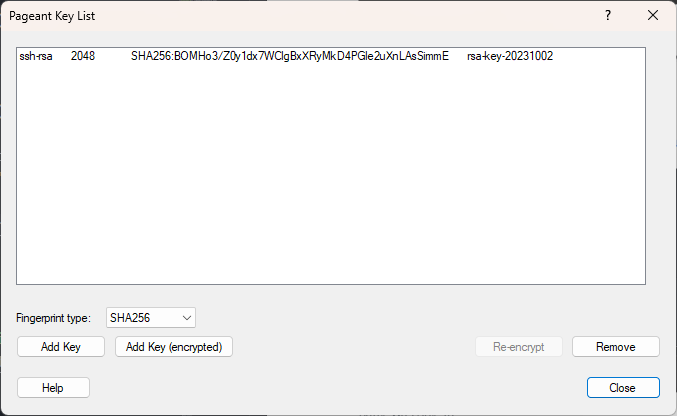 Pageant Key List
ssh-rsa 2048 SHA256:BOMHo3/Z0y1dx7WClgBxXRyMkD4PGle2uXnLAsSimmE rsa-key-20231002
Fingerprint type: SHA256
Add Key Add Key (encrypted) Re-encrypt Remove
Help Close